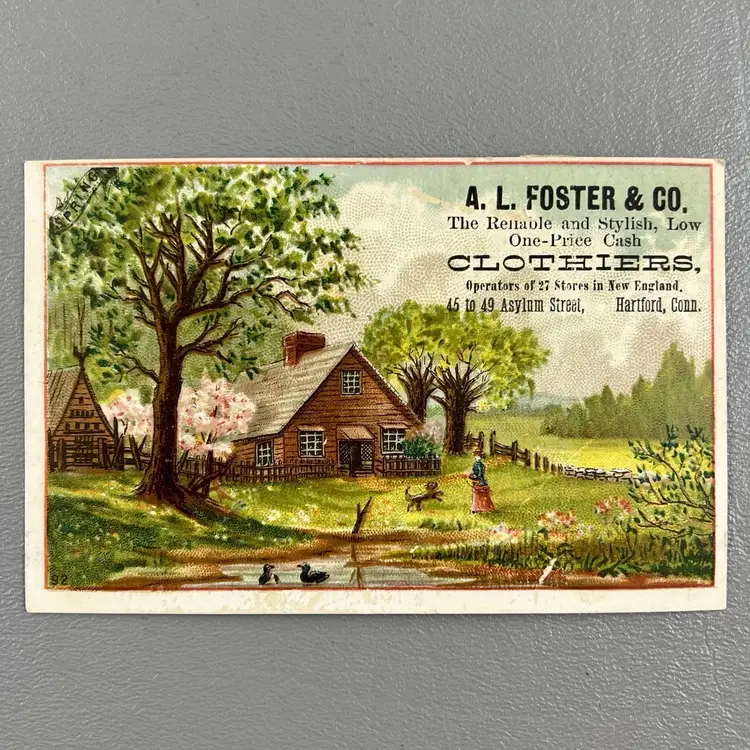 SPRING
A. L. FOSTER & CO.
The Reliable and Stylish, Low
One-Price Cash
CLOTHIERS,
Operators of 27 Stores in New England.
45 to 49 Asylum Street, Hartford, Conn.
52